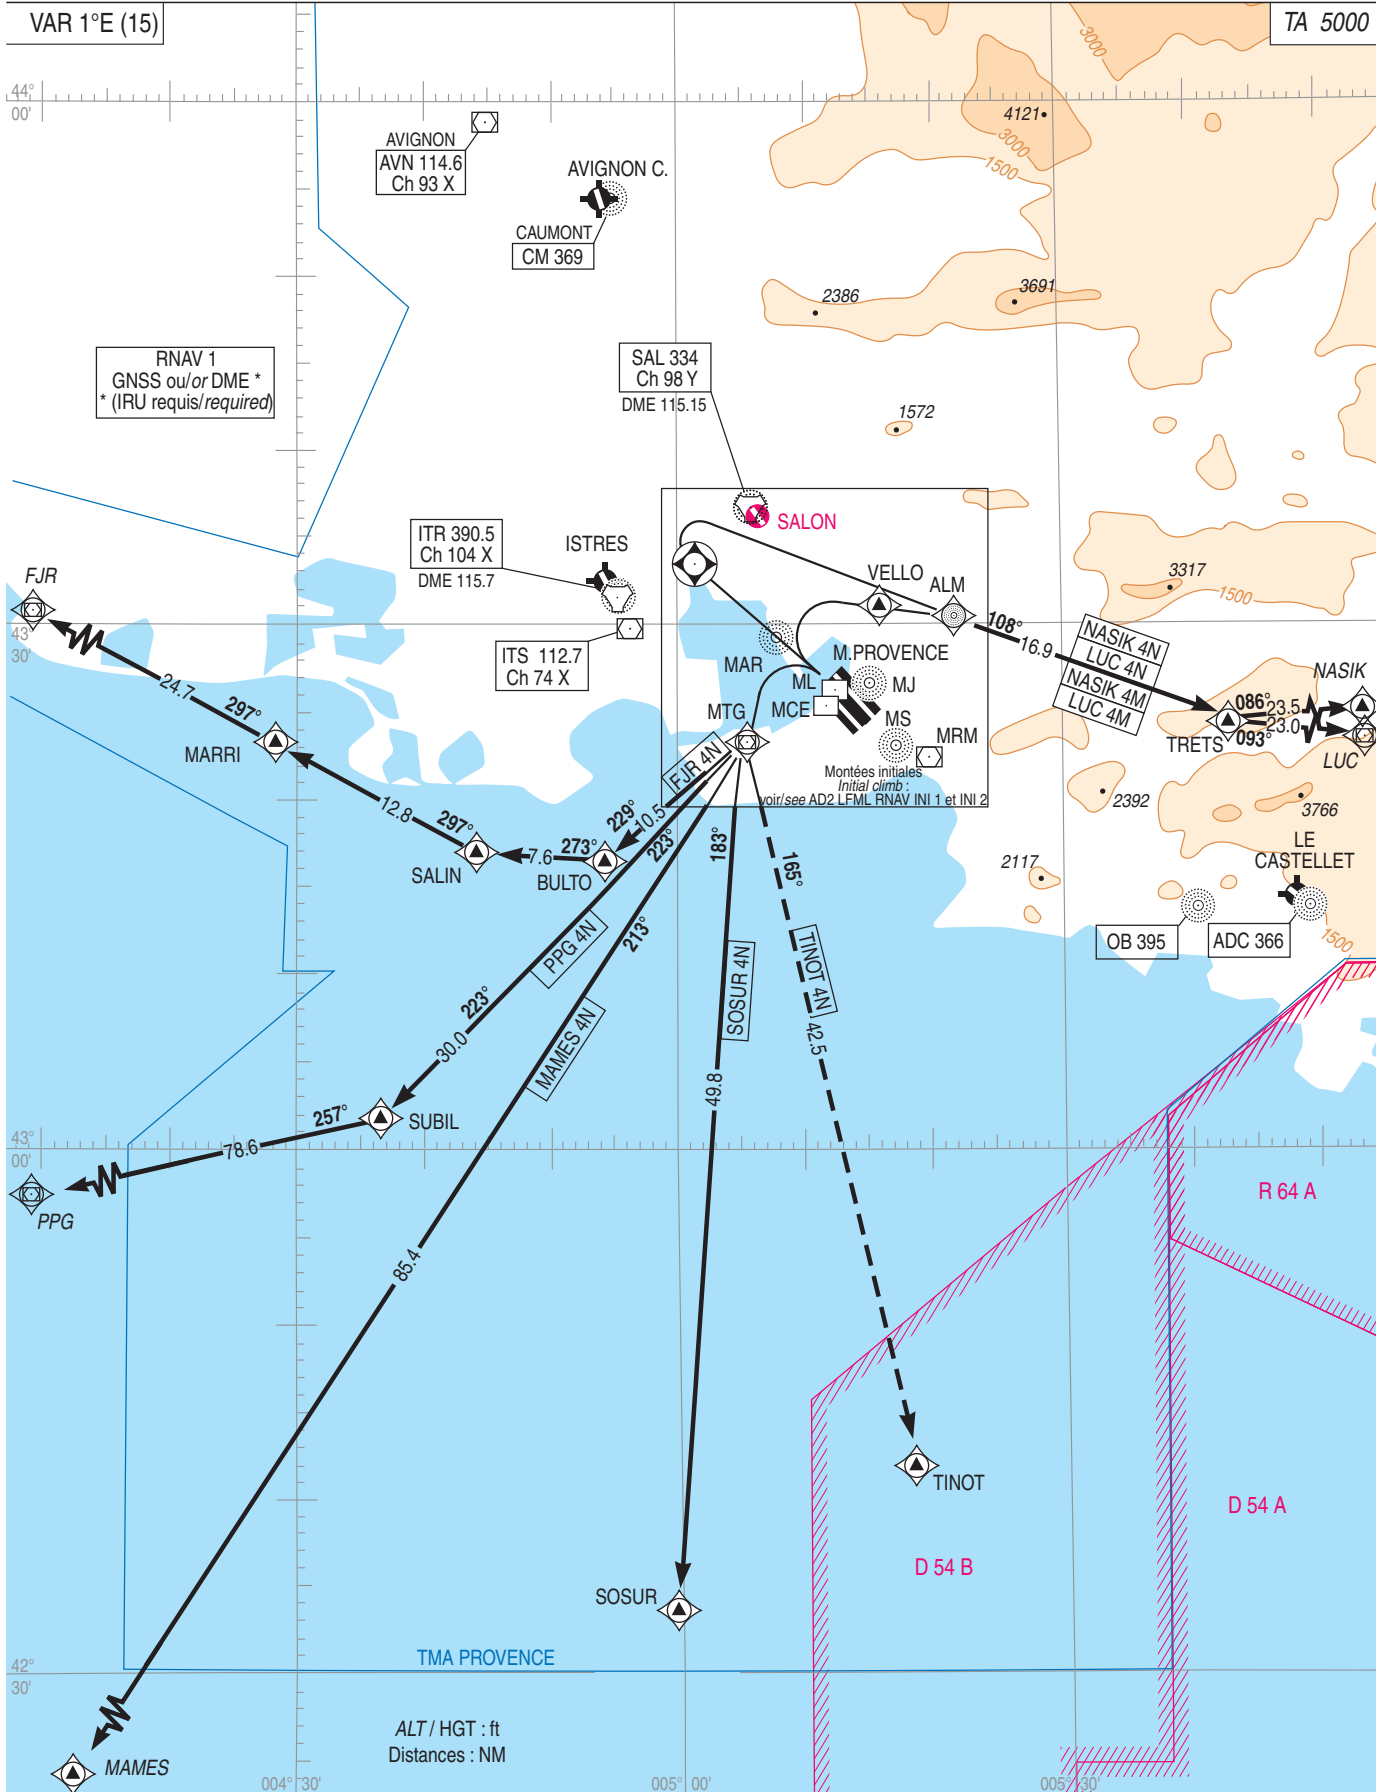 VAR 1°E (15)
TA 5000
44°
00'
3000
4121
3000
1500
AVIGNON
AVN 114.6
Ch 93 X
AVIGNON C.
CAUMONT
CM 369
2386
3691
RNAV 1
GNSS ou/or DME *
* (IRU requis/required)
SAL 334
Ch 98 Y
DME 115.15
1572
SALON
ITR 390.5
Ch 104 X
DME 115.7
ISTRES
3317
1500
FJR
VELLO
ALM
43°
30'
ITS 112.7
Ch 74 X
108°
16.9
NASIK 4N
LUC 4N
NASIK 4M
LUC 4M
MAR
M.PROVENCE
ML
MJ
MCE
NASIK
24.7
297°
MTG
MS
086°
23.5
23.0
093°
TRETS
LUC
MARRI
MRM
FJR 4N
Montées initiales
Initial climb :
voir/see AD2 LFML RNAV INI 1 et INI 2
2392
3766
12.8
297°
229°
10.5
223°
183°
165°
273°
7.6
SALIN
BULTO
2117
LE
CASTELLET
OB 395
ADC 366
1500
PPG 4N
213°
SOSUR 4N
TINOT 4N
223°
30.0
MAMES 4N
42.5
49.8
257°
SUBIL
43°
00'
78.6
PPG
R 64 A
85.4
TINOT
D 54 A
D 54 B
SOSUR
TMA PROVENCE
42°
30'
ALT / HGT : ft
Distances : NM
MAMES
004° 30'
005° 00'
005° 30'